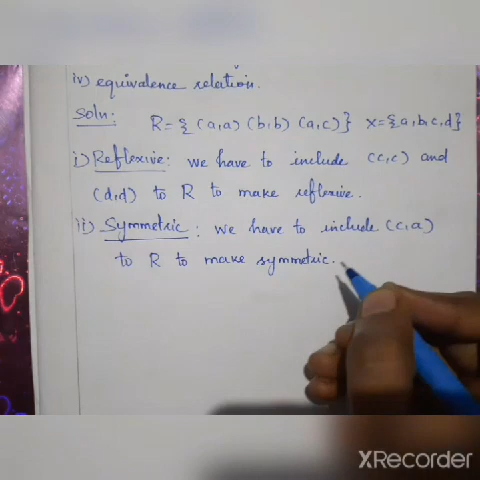 iv) equivalence relation.
Soln: R = { (a,a) (b,b) (a,c)} X={a,b,c,d}
i) Reflexive: we have to include (c,c) and
(d,d) to R to make reflexive.
ii) Symmetric: we have to include (c,a)
to R to make symmetric.
XRecorder